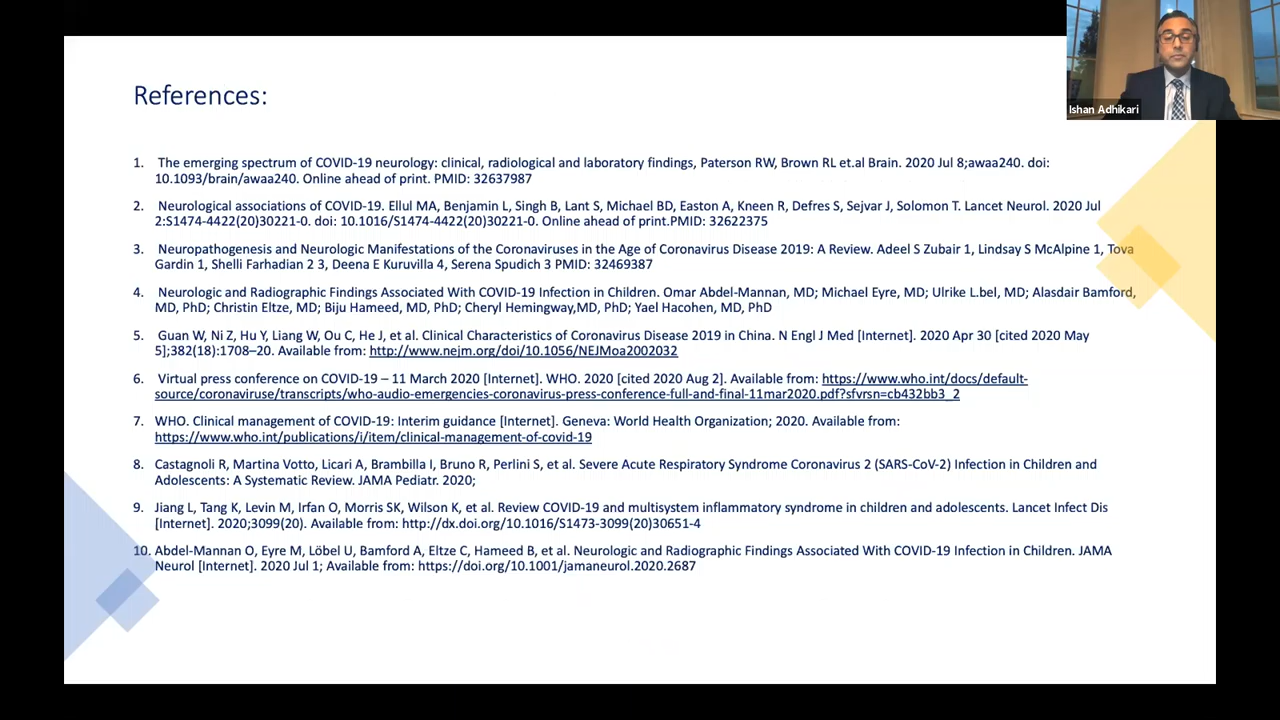 Ishan Adhikari
References:
1. The emerging spectrum of COVID-19 neurology: clinical, radiological and laboratory findings, Paterson RW, Brown RL et.al Brain. 2020 Jul 8;awaa240. doi:
10.1093/brain/awaa240. Online ahead of print. PMID: 32637987
2. Neurological associations of COVID-19. Ellul MA, Benjamin L, Singh B, Lant S, Michael BD, Easton A, Kneen R, Defres S, Sejvar J, Solomon T. Lancet Neurol. 2020 Jul
2:S1474-4422(20)30221-0. doi: 10.1016/S1474-4422(20)30221-0. Online ahead of print.PMID: 32622375
3. Neuropathogenesis and Neurologic Manifestations of the Coronaviruses in the Age of Coronavirus Disease 2019: A Review. Adeel S Zubair 1, Lindsay S McAlpine 1, Tova
Gardin 1, Shelli Farhadian 2 3, Deena E Kuruvilla 4, Serena Spudich 3 PMID: 32469387
4. Neurologic and Radiographic Findings Associated With COVID-19 Infection in Children. Omar Abdel-Mannan, MD; Michael Eyre, MD; Ulrike L.bel, MD; Alasdair Bamford,
MD, PhD; Christin Eltze, MD; Biju Hameed, MD, PhD; Cheryl Hemingway,MD, PhD; Yael Hacohen, MD, PhD
5. Guan W, Ni Z, Hu Y, Liang W, Ou C, He J, et al. Clinical Characteristics of Coronavirus Disease 2019 in China. N Engl J Med [Internet]. 2020 Apr 30 [cited 2020 May
5];382(18):1708–20. Available from: http://www.nejm.org/doi/10.1056/NEJMoa2002032
6. Virtual press conference on COVID-19 – 11 March 2020 [Internet]. WHO. 2020 [cited 2020 Aug 2]. Available from: https://www.who.int/docs/default-
source/coronaviruse/transcripts/who-audio-emergencies-coronavirus-press-conference-full-and-final-11mar2020.pdf?sfvrsn=cb432bb3_2
7. WHO. Clinical management of COVID-19: Interim guidance [Internet]. Geneva: World Health Organization; 2020. Available from:
https://www.who.int/publications/i/item/clinical-management-of-covid-19
8. Castagnoli R, Martina Votto, Licari A, Brambilla I, Bruno R, Perlini S, et al. Severe Acute Respiratory Syndrome Coronavirus 2 (SARS-CoV-2) Infection in Children and
Adolescents: A Systematic Review. JAMA Pediatr. 2020;
9. Jiang L, Tang K, Levin M, Irfan O, Morris SK, Wilson K, et al. Review COVID-19 and multisystem inflammatory syndrome in children and adolescents. Lancet Infect Dis
[Internet]. 2020;3099(20). Available from: http://dx.doi.org/10.1016/S1473-3099(20)30651-4
10. Abdel-Mannan O, Eyre M, Löbel U, Bamford A, Eltze C, Hameed B, et al. Neurologic and Radiographic Findings Associated With COVID-19 Infection in Children. JAMA
Neurol [Internet]. 2020 Jul 1; Available from: https://doi.org/10.1001/jamaneurol.2020.2687